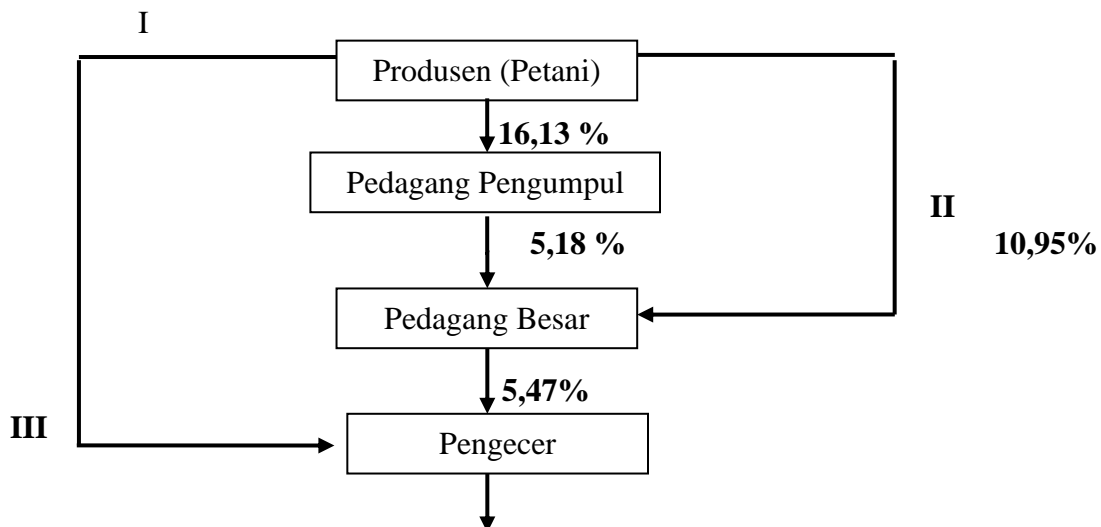 I
Produsen (Petani)
16,13 %
Pedagang Pengumpul
II
5,18 %
10,95%
Pedagang Besar
5,47%
III
Pengecer